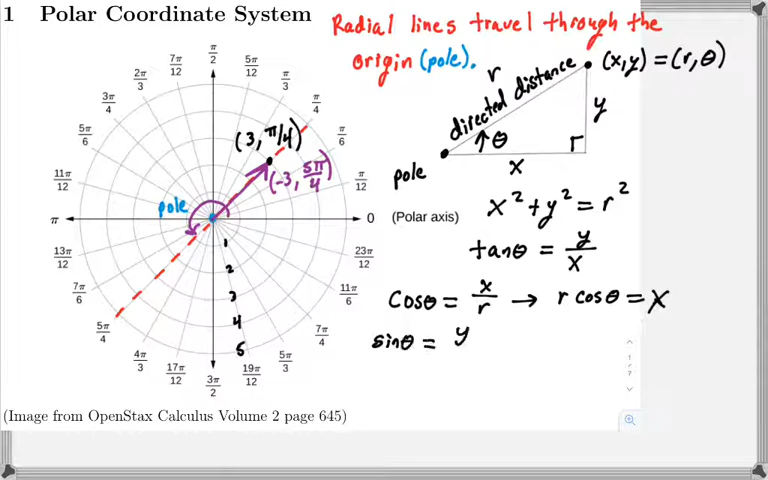 1 Polar Coordinate System
Radial lines travel through the
origin (pole).
π/2
7π/12
5π/12
2π/3
π/3
3π/4
π/4
5π/6
π/6
11π/12
π/12
π
0 (Polar axis)
13π/12
23π/12
7π/6
11π/6
5π/4
7π/4
4π/3
5π/3
17π/12
19π/12
3π/2
(3, π/4)
(-3, 5π/4)
pole
1
2
3
4
5
r
directed distance
(x,y) = (r,θ)
y
θ
x
pole
x² + y² = r²
tanθ = y/x
cosθ = x/r → r cosθ = x
sinθ = y
(Image from OpenStax Calculus Volume 2 page 645)